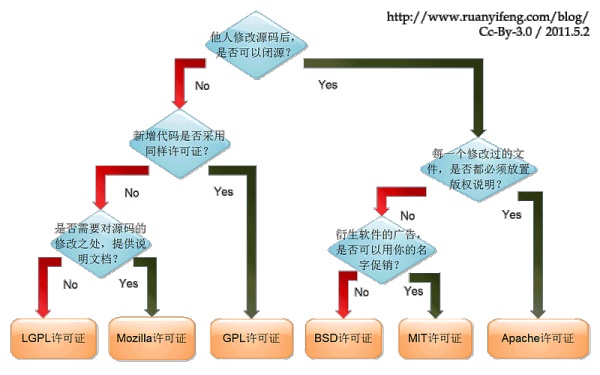 http://www.ruanyifeng.com/blog/
Cc-By-3.0 / 2011.5.2
他人修改源码后,
是否可以闭源？
No
Yes
新增代码是否采用
同样许可证？
每一个修改过的文
件，是否都必须放置
版权说明？
No
Yes
No
Yes
是否需要对源码的
修改之处，提供说
明文档？
衍生软件的广告，
是否可以用你的名
字促销？
No
Yes
No
Yes
LGPL许可证
Mozilla许可证
GPL许可证
BSD许可证
MIT许可证
Apache许可证